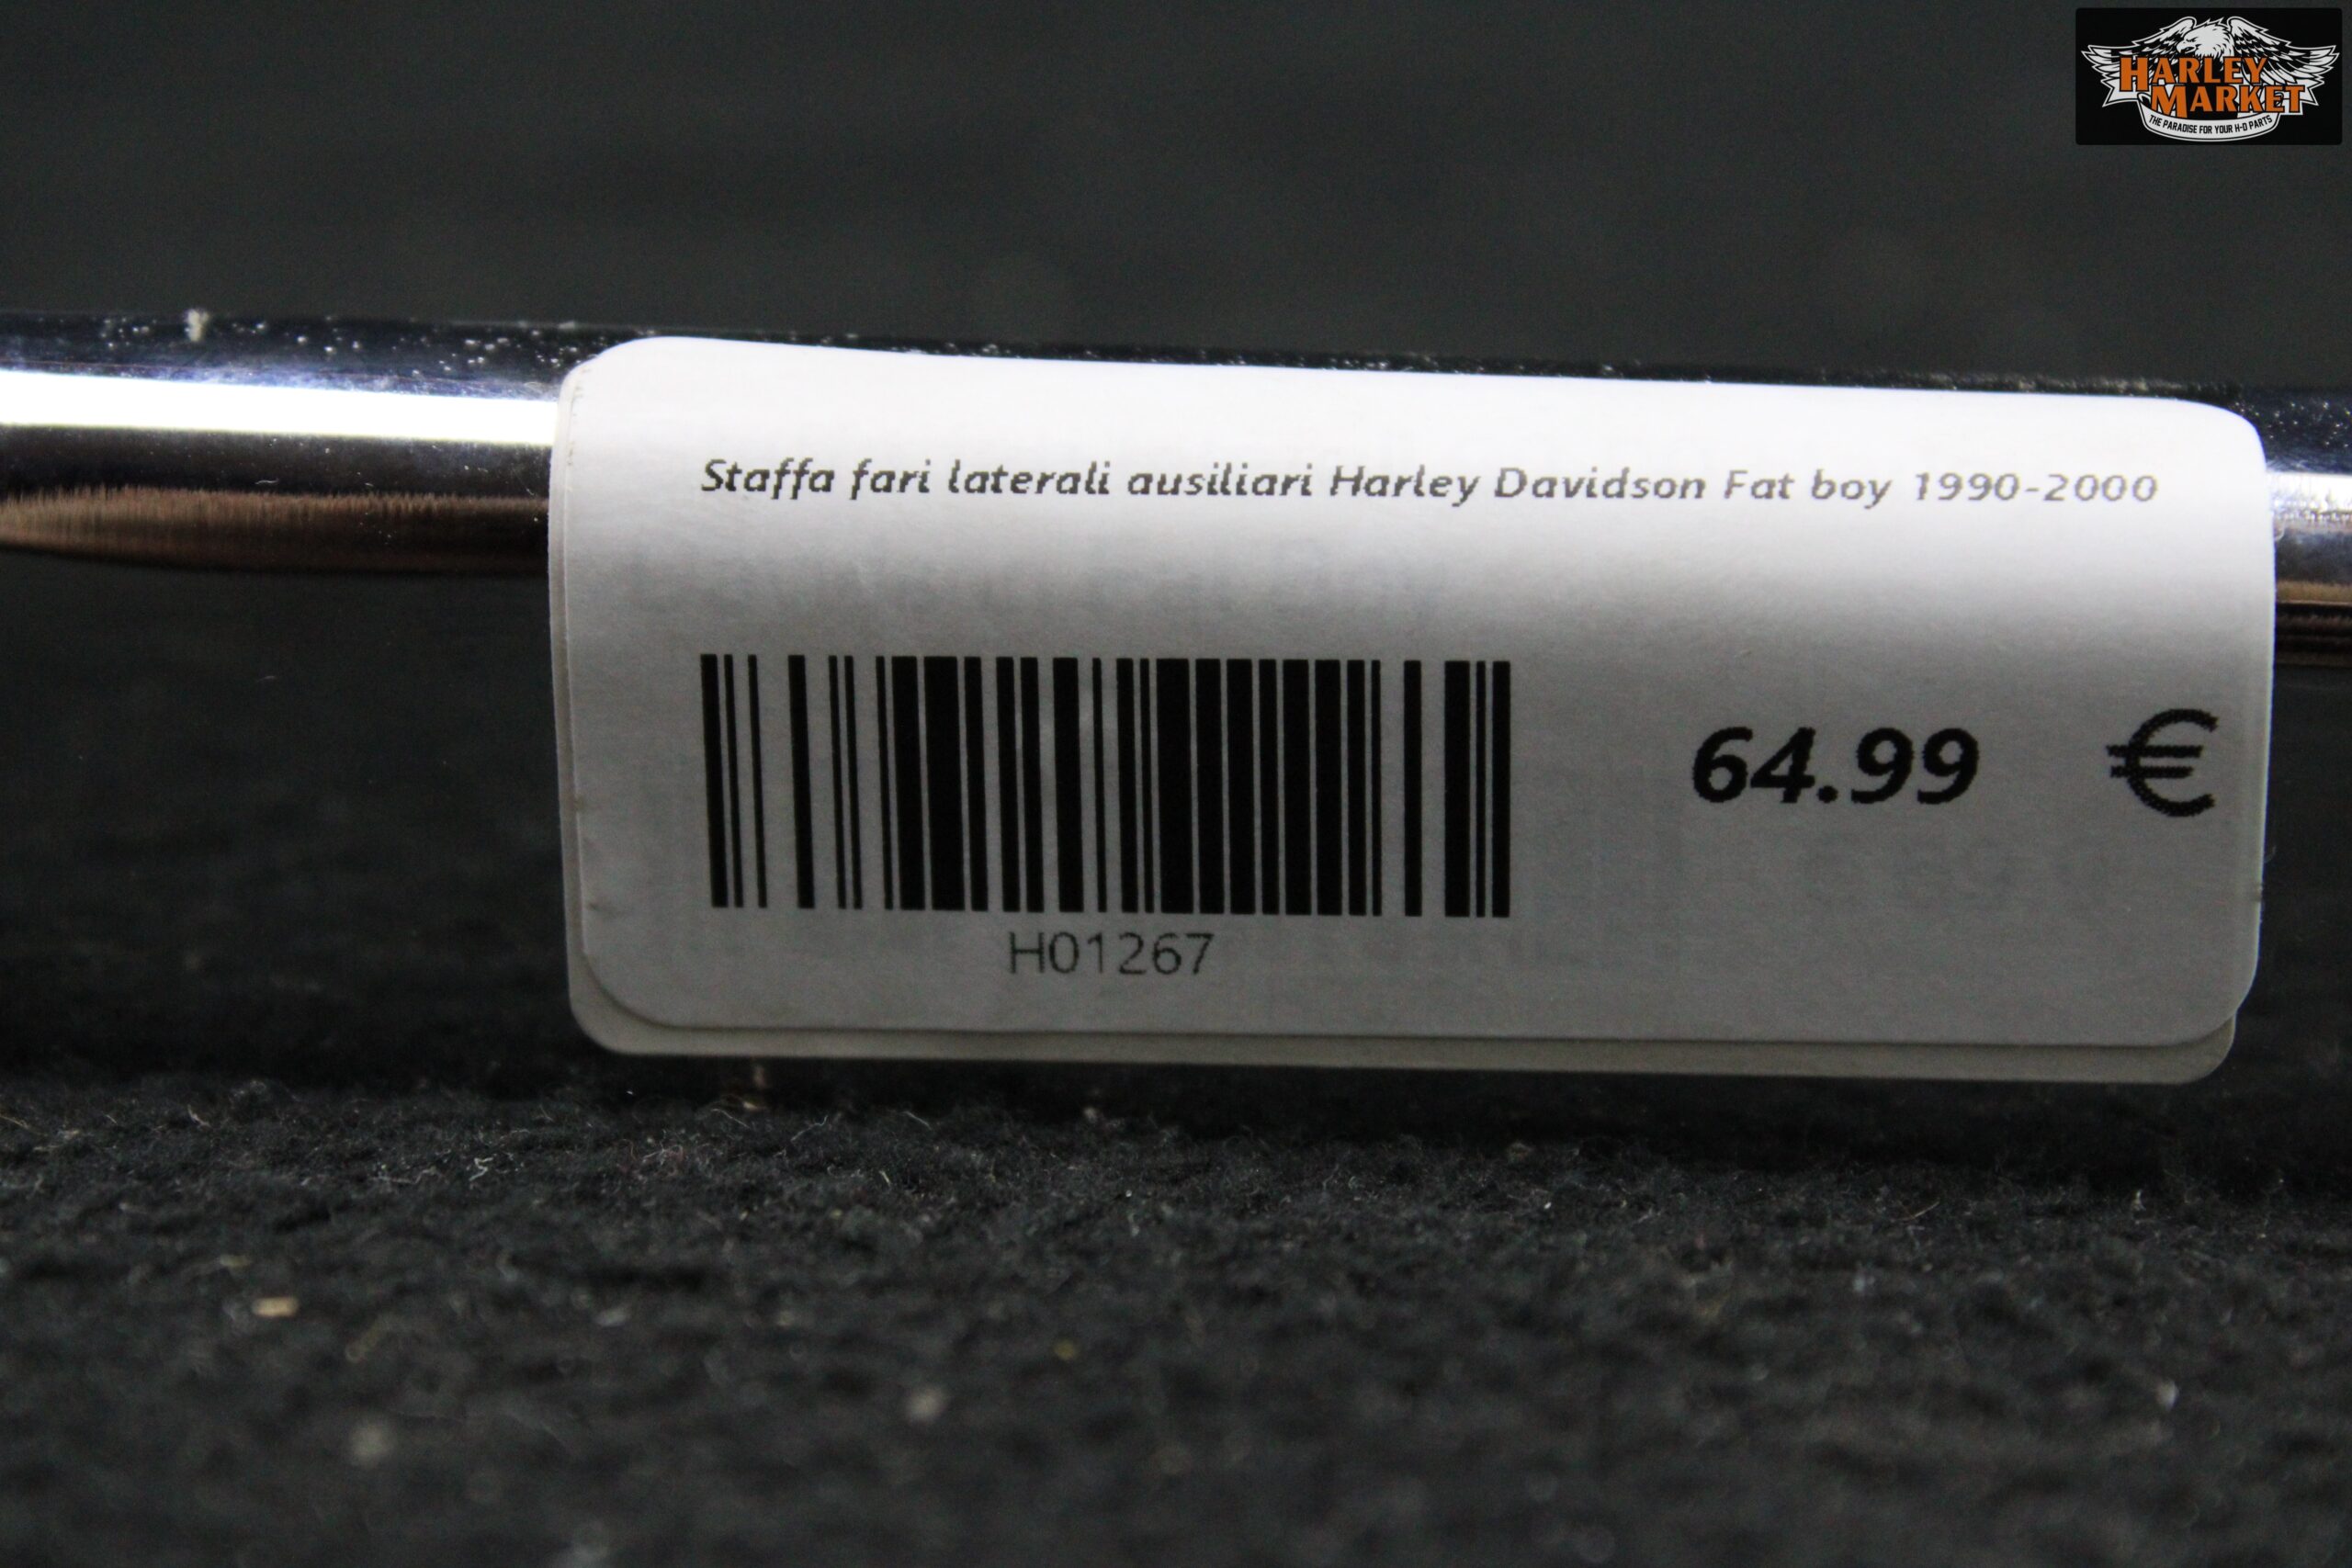 HARLEY
MARKET
THE PARADISE FOR YOUR H-D PARTS
Staffa fari laterali ausiliari Harley Davidson Fat boy 1990-2000
64.99 €
H01267